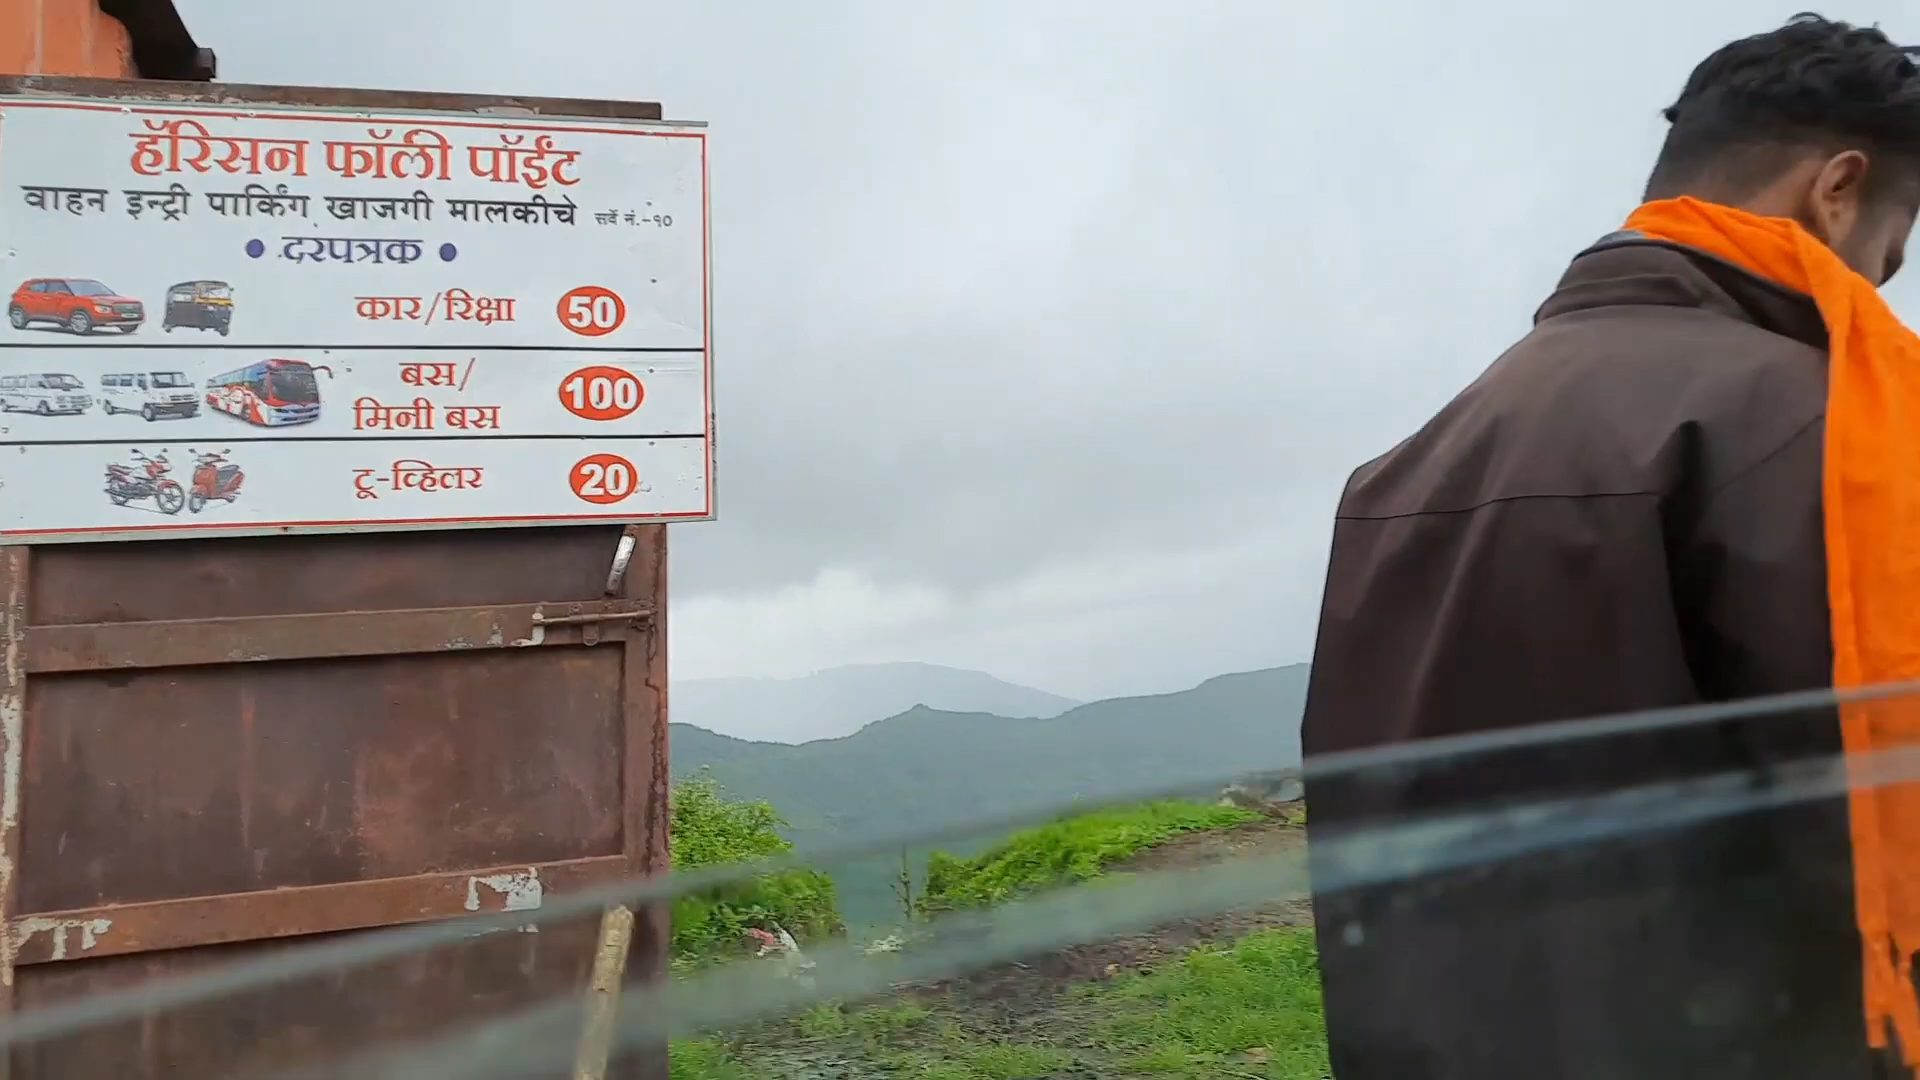 हॅरिसन फॉली पॉईंट
वाहन इन्ट्री पार्किंग खाजगी मालकीचे सर्वे नं.-१०
• दरपत्रक •
कार/रिक्षा 50
बस/
मिनी बस 100
टू-व्हिलर 20